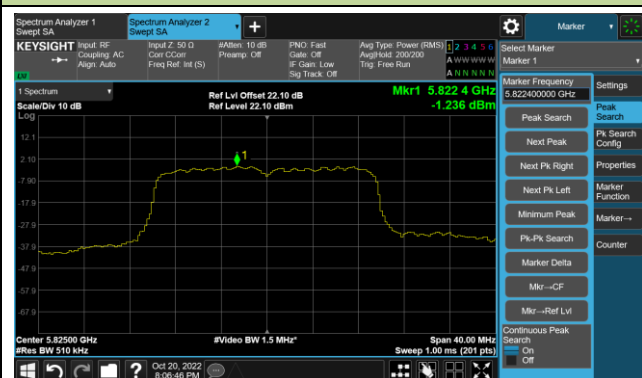 Spectrum Analyzer 1
Swept SA
Spectrum Analyzer 2
Swept SA
Marker
KEYSIGHT
Input: RF
Coupling: AC
Align: Auto
Input Z: 50 Ω
Corr CCorr
Freq Ref: Int (S)
#Atten: 10 dB
Preamp: Off
PNO: Fast
Gate: Off
IF Gain: Low
Sig Track: Off
Avg Type: Power (RMS)
Avg|Hold: 200/200
Trig: Free Run
1 2 3 4 5 6
A W W W W W
A N N N N N
LXI
Select Marker
Marker 1
1 Spectrum
Scale/Div 10 dB
Log
Ref Lvl Offset 22.10 dB
Ref Level 22.10 dBm
Mkr1 5.822 4 GHz
-1.236 dBm
1
12.1
2.10
-7.90
-17.9
-27.9
-37.9
-47.9
-57.9
-67.9
Center 5.82500 GHz
#Res BW 510 kHz
#Video BW 1.5 MHz*
Span 40.00 MHz
Sweep 1.00 ms (201 pts)
Marker Frequency
5.822400000 GHz
Peak Search
Next Peak
Next Pk Right
Next Pk Left
Minimum Peak
Pk-Pk Search
Marker Delta
Mkr→CF
Mkr→Ref Lvl
Continuous Peak
Search
On
Off
Settings
Peak
Search
Pk Search
Config
Properties
Marker
Function
Marker→
Counter
Oct 20, 2022
8:06:46 PM